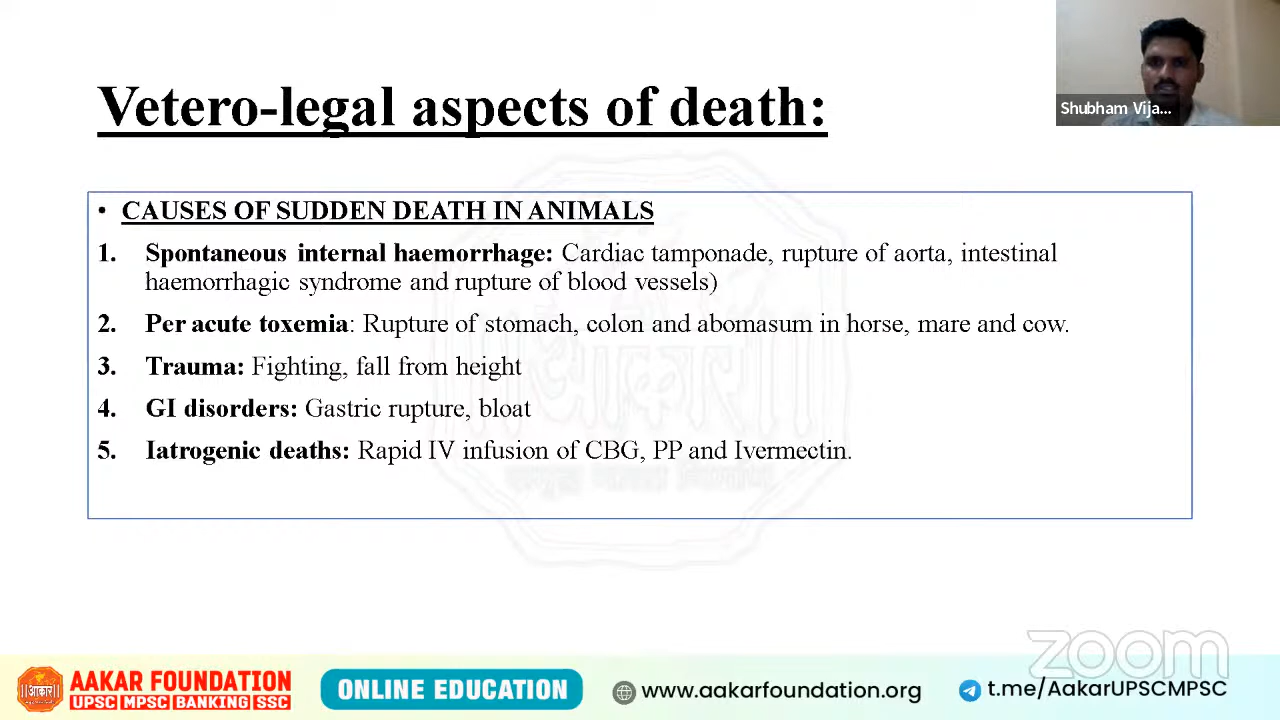 Vetero-legal aspects of death:
Shubham Vija...
• CAUSES OF SUDDEN DEATH IN ANIMALS
1. Spontaneous internal haemorrhage: Cardiac tamponade, rupture of aorta, intestinal
haemorrhagic syndrome and rupture of blood vessels)
2. Per acute toxemia: Rupture of stomach, colon and abomasum in horse, mare and cow.
3. Trauma: Fighting, fall from height
4. GI disorders: Gastric rupture, bloat
5. Iatrogenic deaths: Rapid IV infusion of CBG, PP and Ivermectin.
आकार
zoom
आकार
AAKAR FOUNDATION
UPSC MPSC BANKING SSC
ONLINE EDUCATION
www.aakarfoundation.org
t.me/AakarUPSCMPSC